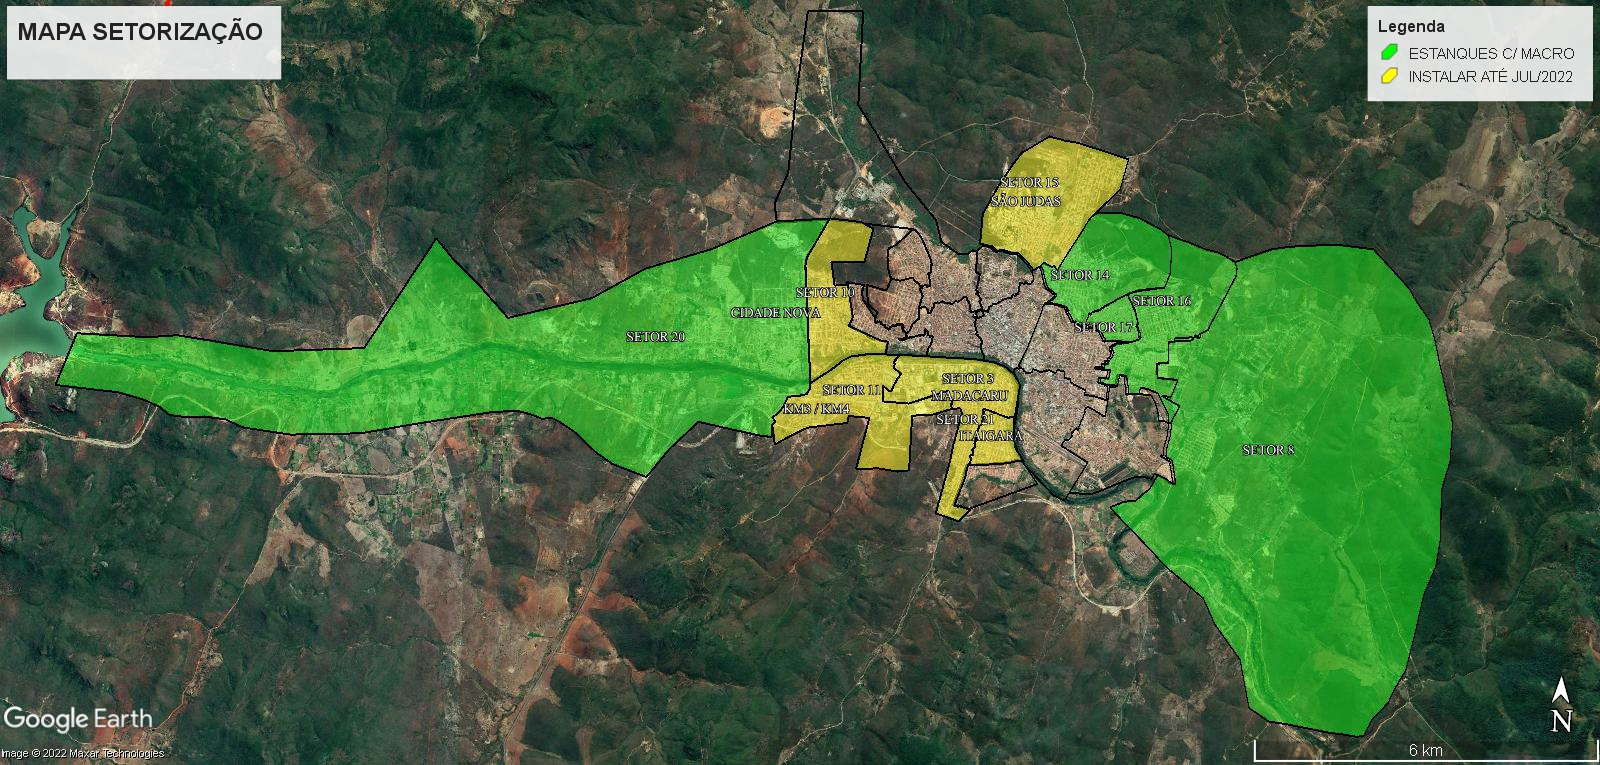 MAPA SETORIZAÇÃO
Legenda
ESTANQUES C/ MACRO
INSTALAR ATÉ JUL/2022
SETOR 15
SÃO JUDAS
SETOR 14
SETOR 10
CIDADE NOVA
SETOR 16
SETOR 17
SETOR 20
SETOR 3
MADACARU
SETOR 11
KM3 / KM4
SETOR 21
ITAIGARA
SETOR 8
Google Earth
N
6 km
Image © 2022 Maxar Technologies